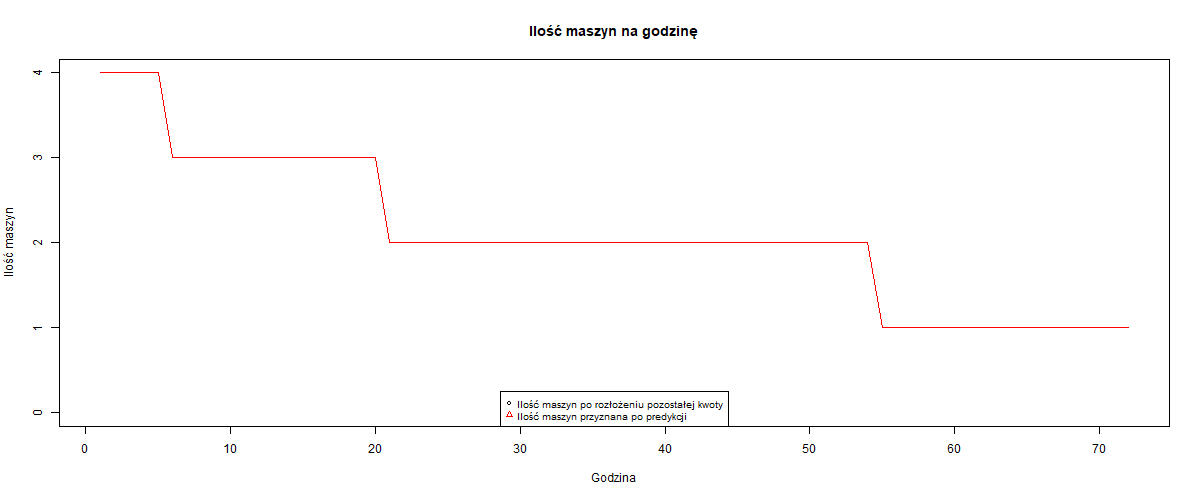 Ilość maszyn na godzinę
Ilość maszyn
4
3
2
1
0
Ilość maszyn po rozłożeniu pozostałej kwoty
Ilość maszyn przyznana po predykcji
0 10 20 30 40 50 60 70
Godzina